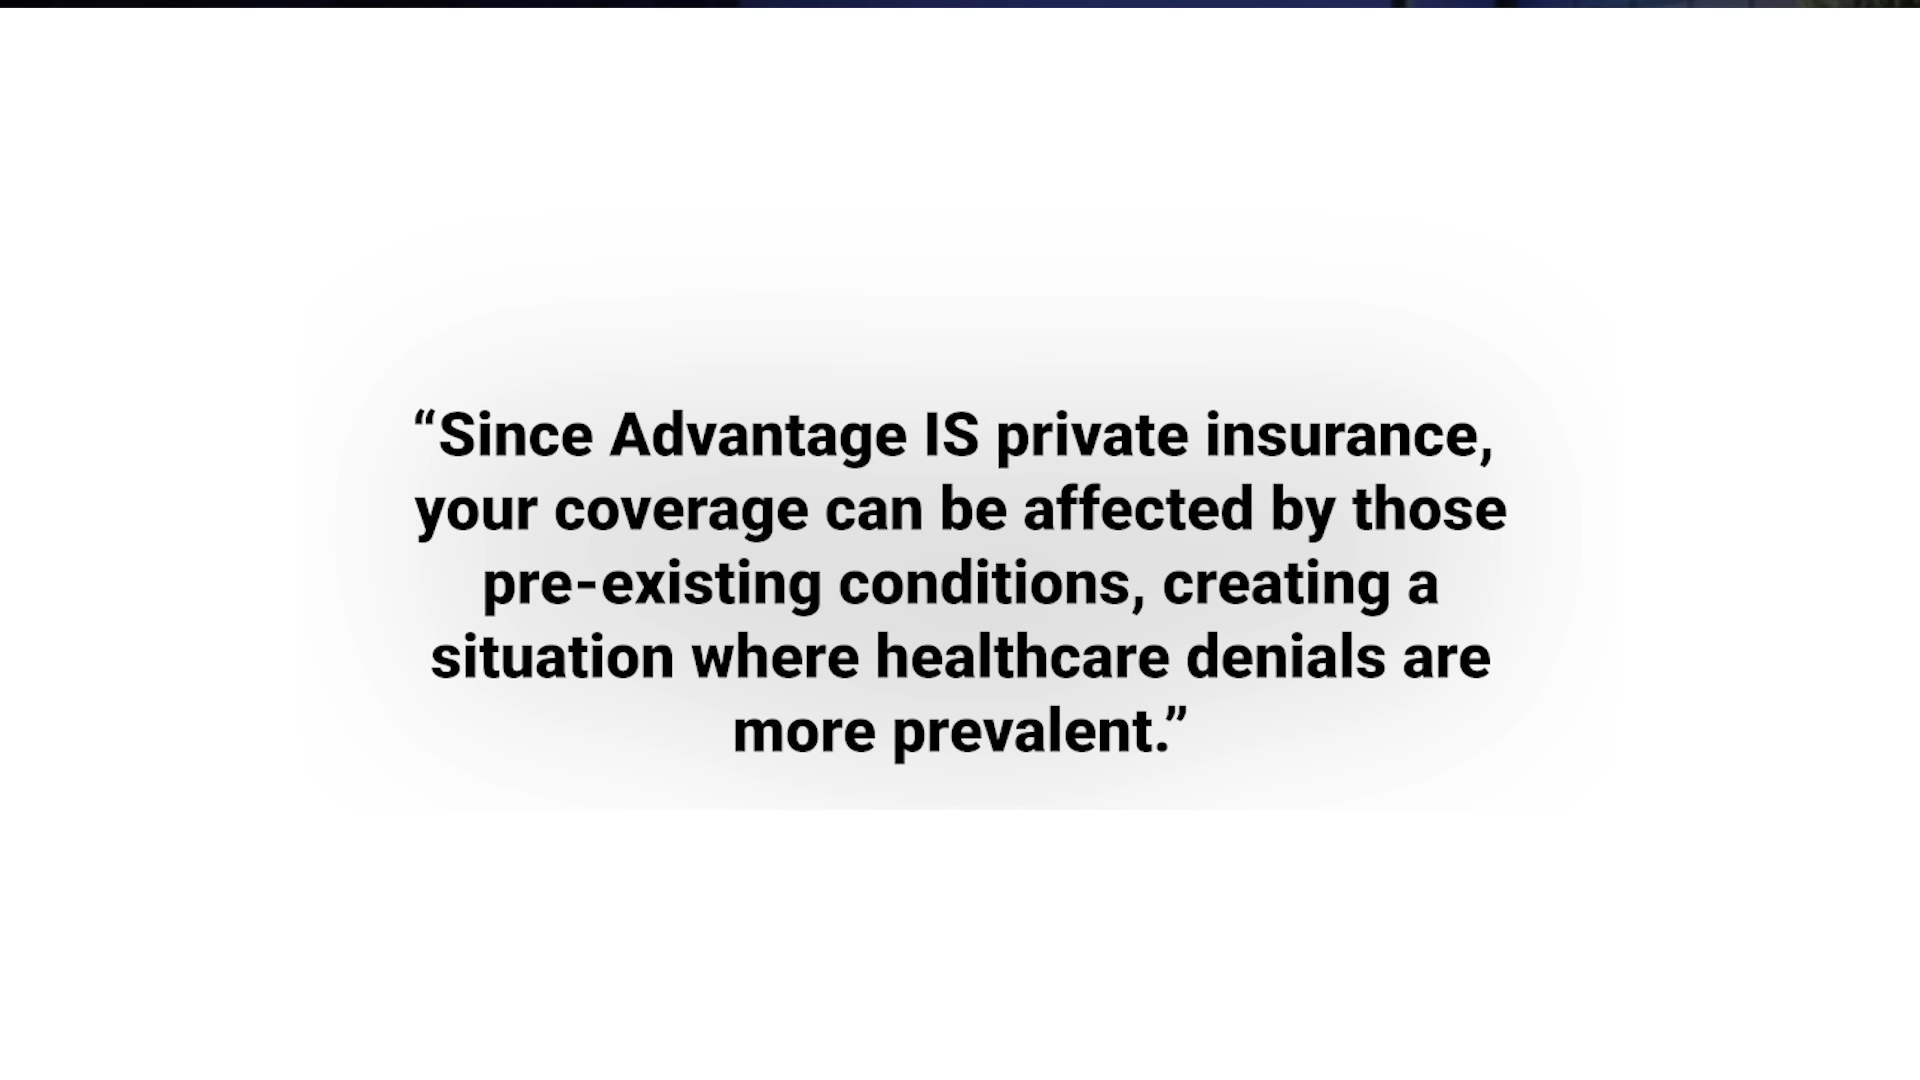 “Since Advantage IS private insurance,
your coverage can be affected by those
pre-existing conditions, creating a
situation where healthcare denials are
more prevalent.”